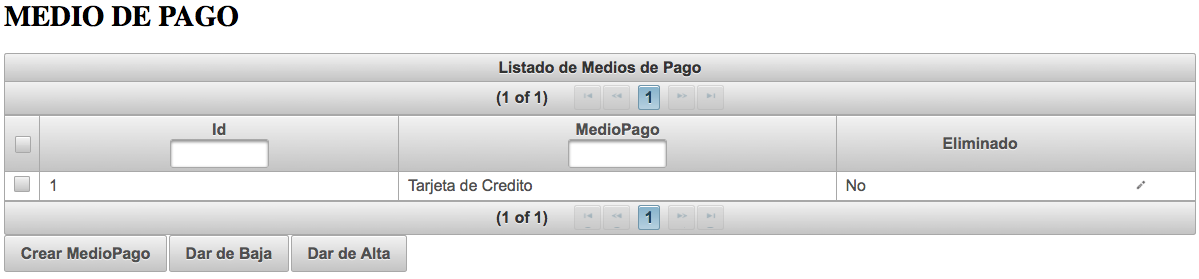 MEDIO DE PAGO
Listado de Medios de Pago
(1 of 1) 1
Id MedioPago Eliminado
1 Tarjeta de Credito No
(1 of 1) 1
Crear MedioPago Dar de Baja Dar de Alta